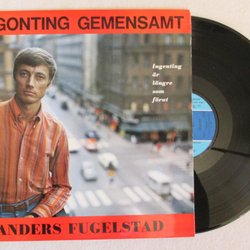 GONTING GEMENSAMT
Ingenting
är
längre
som
förut
ANDERS FUGELSTAD